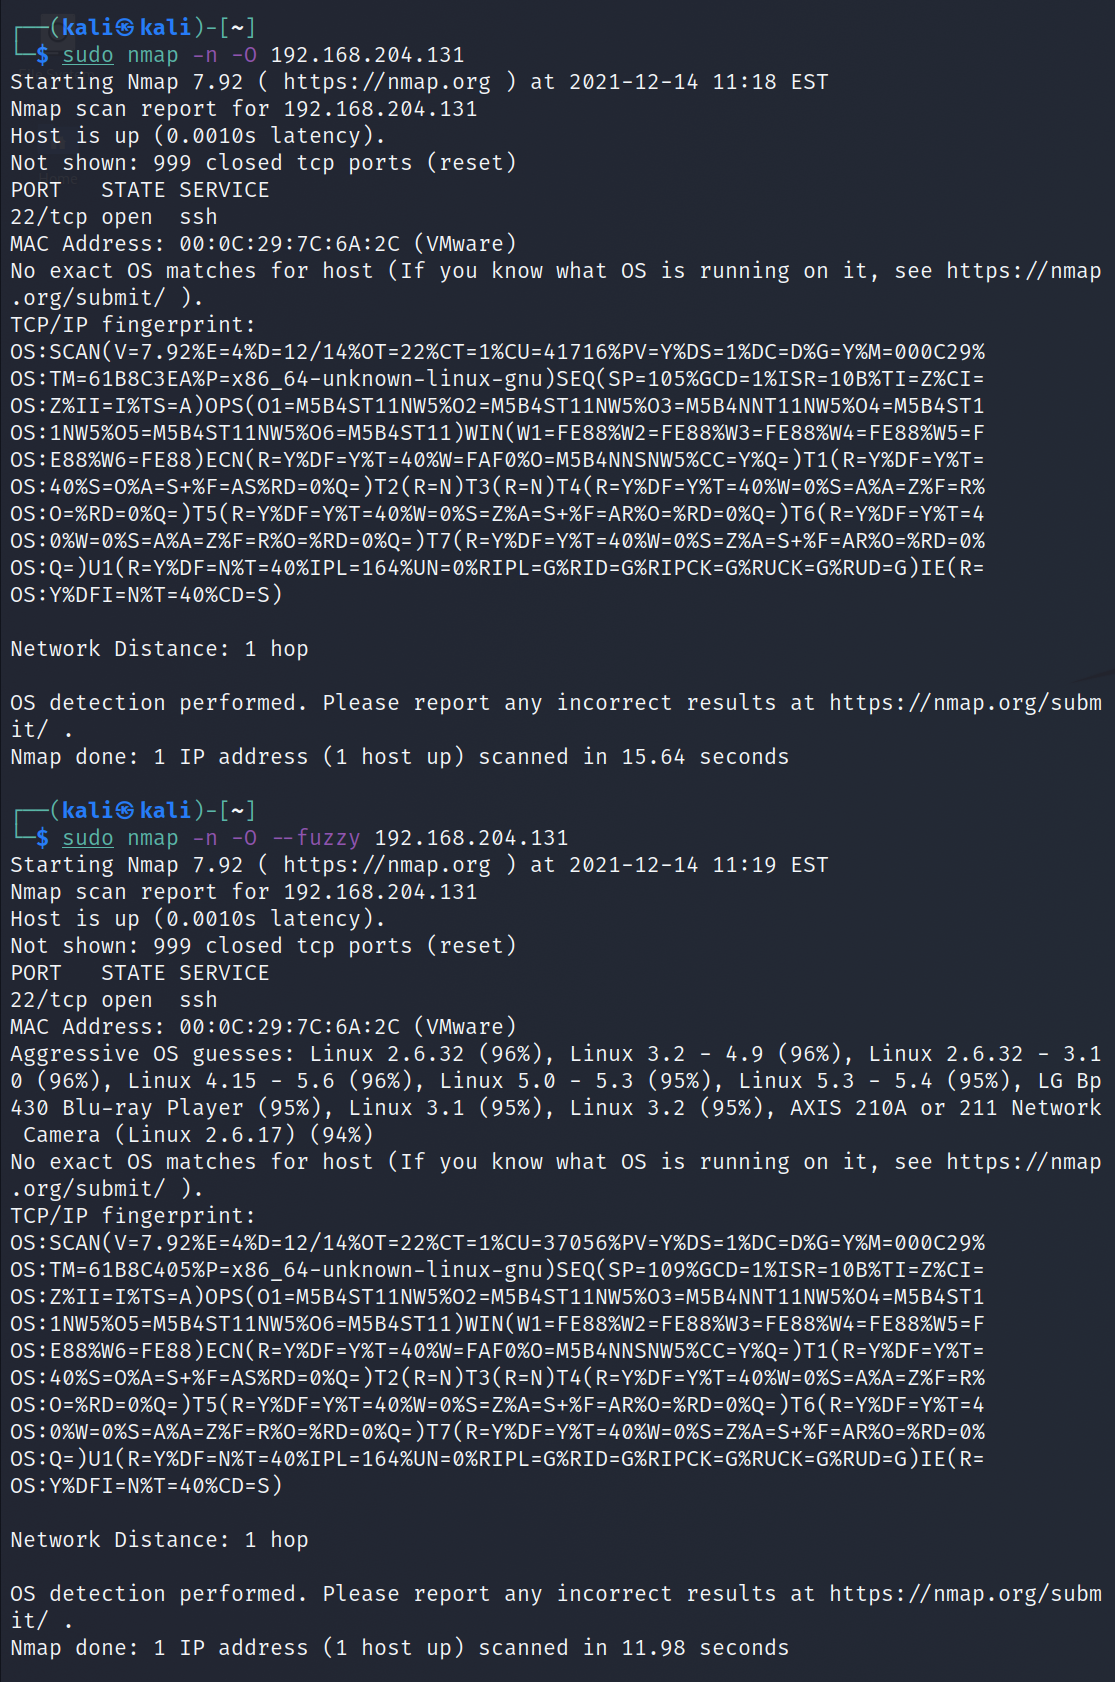 ┌──(kali㉿kali)-[~]
└─$ sudo nmap -n -O 192.168.204.131
Starting Nmap 7.92 ( https://nmap.org ) at 2021-12-14 11:18 EST
Nmap scan report for 192.168.204.131
Host is up (0.0010s latency).
Not shown: 999 closed tcp ports (reset)
PORT   STATE SERVICE
22/tcp open  ssh
MAC Address: 00:0C:29:7C:6A:2C (VMware)
No exact OS matches for host (If you know what OS is running on it, see https://nmap
.org/submit/ ).
TCP/IP fingerprint:
OS:SCAN(V=7.92%E=4%D=12/14%OT=22%CT=1%CU=41716%PV=Y%DS=1%DC=D%G=Y%M=000C29%
OS:TM=61B8C3EA%P=x86_64-unknown-linux-gnu)SEQ(SP=105%GCD=1%ISR=10B%TI=Z%CI=
OS:Z%II=I%TS=A)OPS(O1=M5B4ST11NW5%O2=M5B4ST11NW5%O3=M5B4NNT11NW5%O4=M5B4ST1
OS:1NW5%O5=M5B4ST11NW5%O6=M5B4ST11)WIN(W1=FE88%W2=FE88%W3=FE88%W4=FE88%W5=F
OS:E88%W6=FE88)ECN(R=Y%DF=Y%T=40%W=FAF0%O=M5B4NNSNW5%CC=Y%Q=)T1(R=Y%DF=Y%T=
OS:40%S=O%A=S+%F=AS%RD=0%Q=)T2(R=N)T3(R=N)T4(R=Y%DF=Y%T=40%W=0%S=A%A=Z%F=R%
OS:O=%RD=0%Q=)T5(R=Y%DF=Y%T=40%W=0%S=Z%A=S+%F=AR%O=%RD=0%Q=)T6(R=Y%DF=Y%T=4
OS:0%W=0%S=A%A=Z%F=R%O=%RD=0%Q=)T7(R=Y%DF=Y%T=40%W=0%S=Z%A=S+%F=AR%O=%RD=0%
OS:Q=)U1(R=Y%DF=N%T=40%IPL=164%UN=0%RIPL=G%RID=G%RIPCK=G%RUCK=G%RUD=G)IE(R=
OS:Y%DFI=N%T=40%CD=S)

Network Distance: 1 hop

OS detection performed. Please report any incorrect results at https://nmap.org/subm
it/ .
Nmap done: 1 IP address (1 host up) scanned in 15.64 seconds

┌──(kali㉿kali)-[~]
└─$ sudo nmap -n -O --fuzzy 192.168.204.131
Starting Nmap 7.92 ( https://nmap.org ) at 2021-12-14 11:19 EST
Nmap scan report for 192.168.204.131
Host is up (0.0010s latency).
Not shown: 999 closed tcp ports (reset)
PORT   STATE SERVICE
22/tcp open  ssh
MAC Address: 00:0C:29:7C:6A:2C (VMware)
Aggressive OS guesses: Linux 2.6.32 (96%), Linux 3.2 - 4.9 (96%), Linux 2.6.32 - 3.1
0 (96%), Linux 4.15 - 5.6 (96%), Linux 5.0 - 5.3 (95%), Linux 5.3 - 5.4 (95%), LG Bp
430 Blu-ray Player (95%), Linux 3.1 (95%), Linux 3.2 (95%), AXIS 210A or 211 Network
 Camera (Linux 2.6.17) (94%)
No exact OS matches for host (If you know what OS is running on it, see https://nmap
.org/submit/ ).
TCP/IP fingerprint:
OS:SCAN(V=7.92%E=4%D=12/14%OT=22%CT=1%CU=37056%PV=Y%DS=1%DC=D%G=Y%M=000C29%
OS:TM=61B8C405%P=x86_64-unknown-linux-gnu)SEQ(SP=109%GCD=1%ISR=10B%TI=Z%CI=
OS:Z%II=I%TS=A)OPS(O1=M5B4ST11NW5%O2=M5B4ST11NW5%O3=M5B4NNT11NW5%O4=M5B4ST1
OS:1NW5%O5=M5B4ST11NW5%O6=M5B4ST11)WIN(W1=FE88%W2=FE88%W3=FE88%W4=FE88%W5=F
OS:E88%W6=FE88)ECN(R=Y%DF=Y%T=40%W=FAF0%O=M5B4NNSNW5%CC=Y%Q=)T1(R=Y%DF=Y%T=
OS:40%S=O%A=S+%F=AS%RD=0%Q=)T2(R=N)T3(R=N)T4(R=Y%DF=Y%T=40%W=0%S=A%A=Z%F=R%
OS:O=%RD=0%Q=)T5(R=Y%DF=Y%T=40%W=0%S=Z%A=S+%F=AR%O=%RD=0%Q=)T6(R=Y%DF=Y%T=4
OS:0%W=0%S=A%A=Z%F=R%O=%RD=0%Q=)T7(R=Y%DF=Y%T=40%W=0%S=Z%A=S+%F=AR%O=%RD=0%
OS:Q=)U1(R=Y%DF=N%T=40%IPL=164%UN=0%RIPL=G%RID=G%RIPCK=G%RUCK=G%RUD=G)IE(R=
OS:Y%DFI=N%T=40%CD=S)

Network Distance: 1 hop

OS detection performed. Please report any incorrect results at https://nmap.org/subm
it/ .
Nmap done: 1 IP address (1 host up) scanned in 11.98 seconds